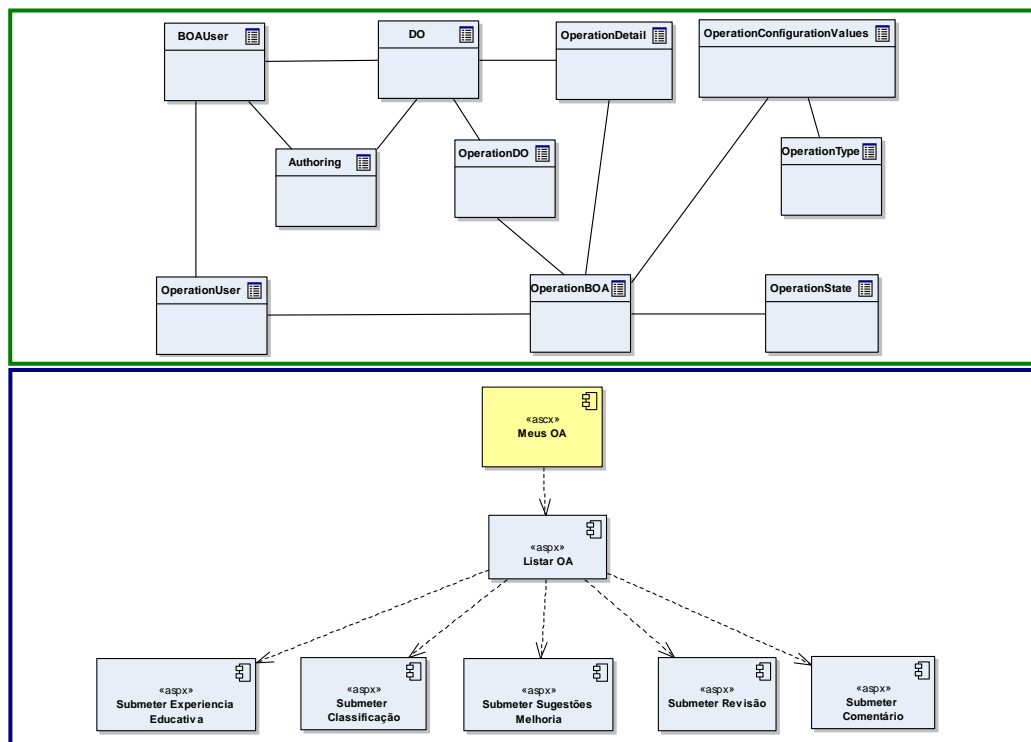 BOAUser
DO
OperationDetail
OperationConfigurationValues
Authoring
OperationDO
OperationType
OperationUser
OperationBOA
OperationState
«ascx»
Meus OA
«aspx»
Listar OA
«aspx»
Submeter Experiencia
Educativa
«aspx»
Submeter
Classificação
«aspx»
Submeter Sugestões
Melhoria
«aspx»
Submeter Revisão
«aspx»
Submeter
Comentário